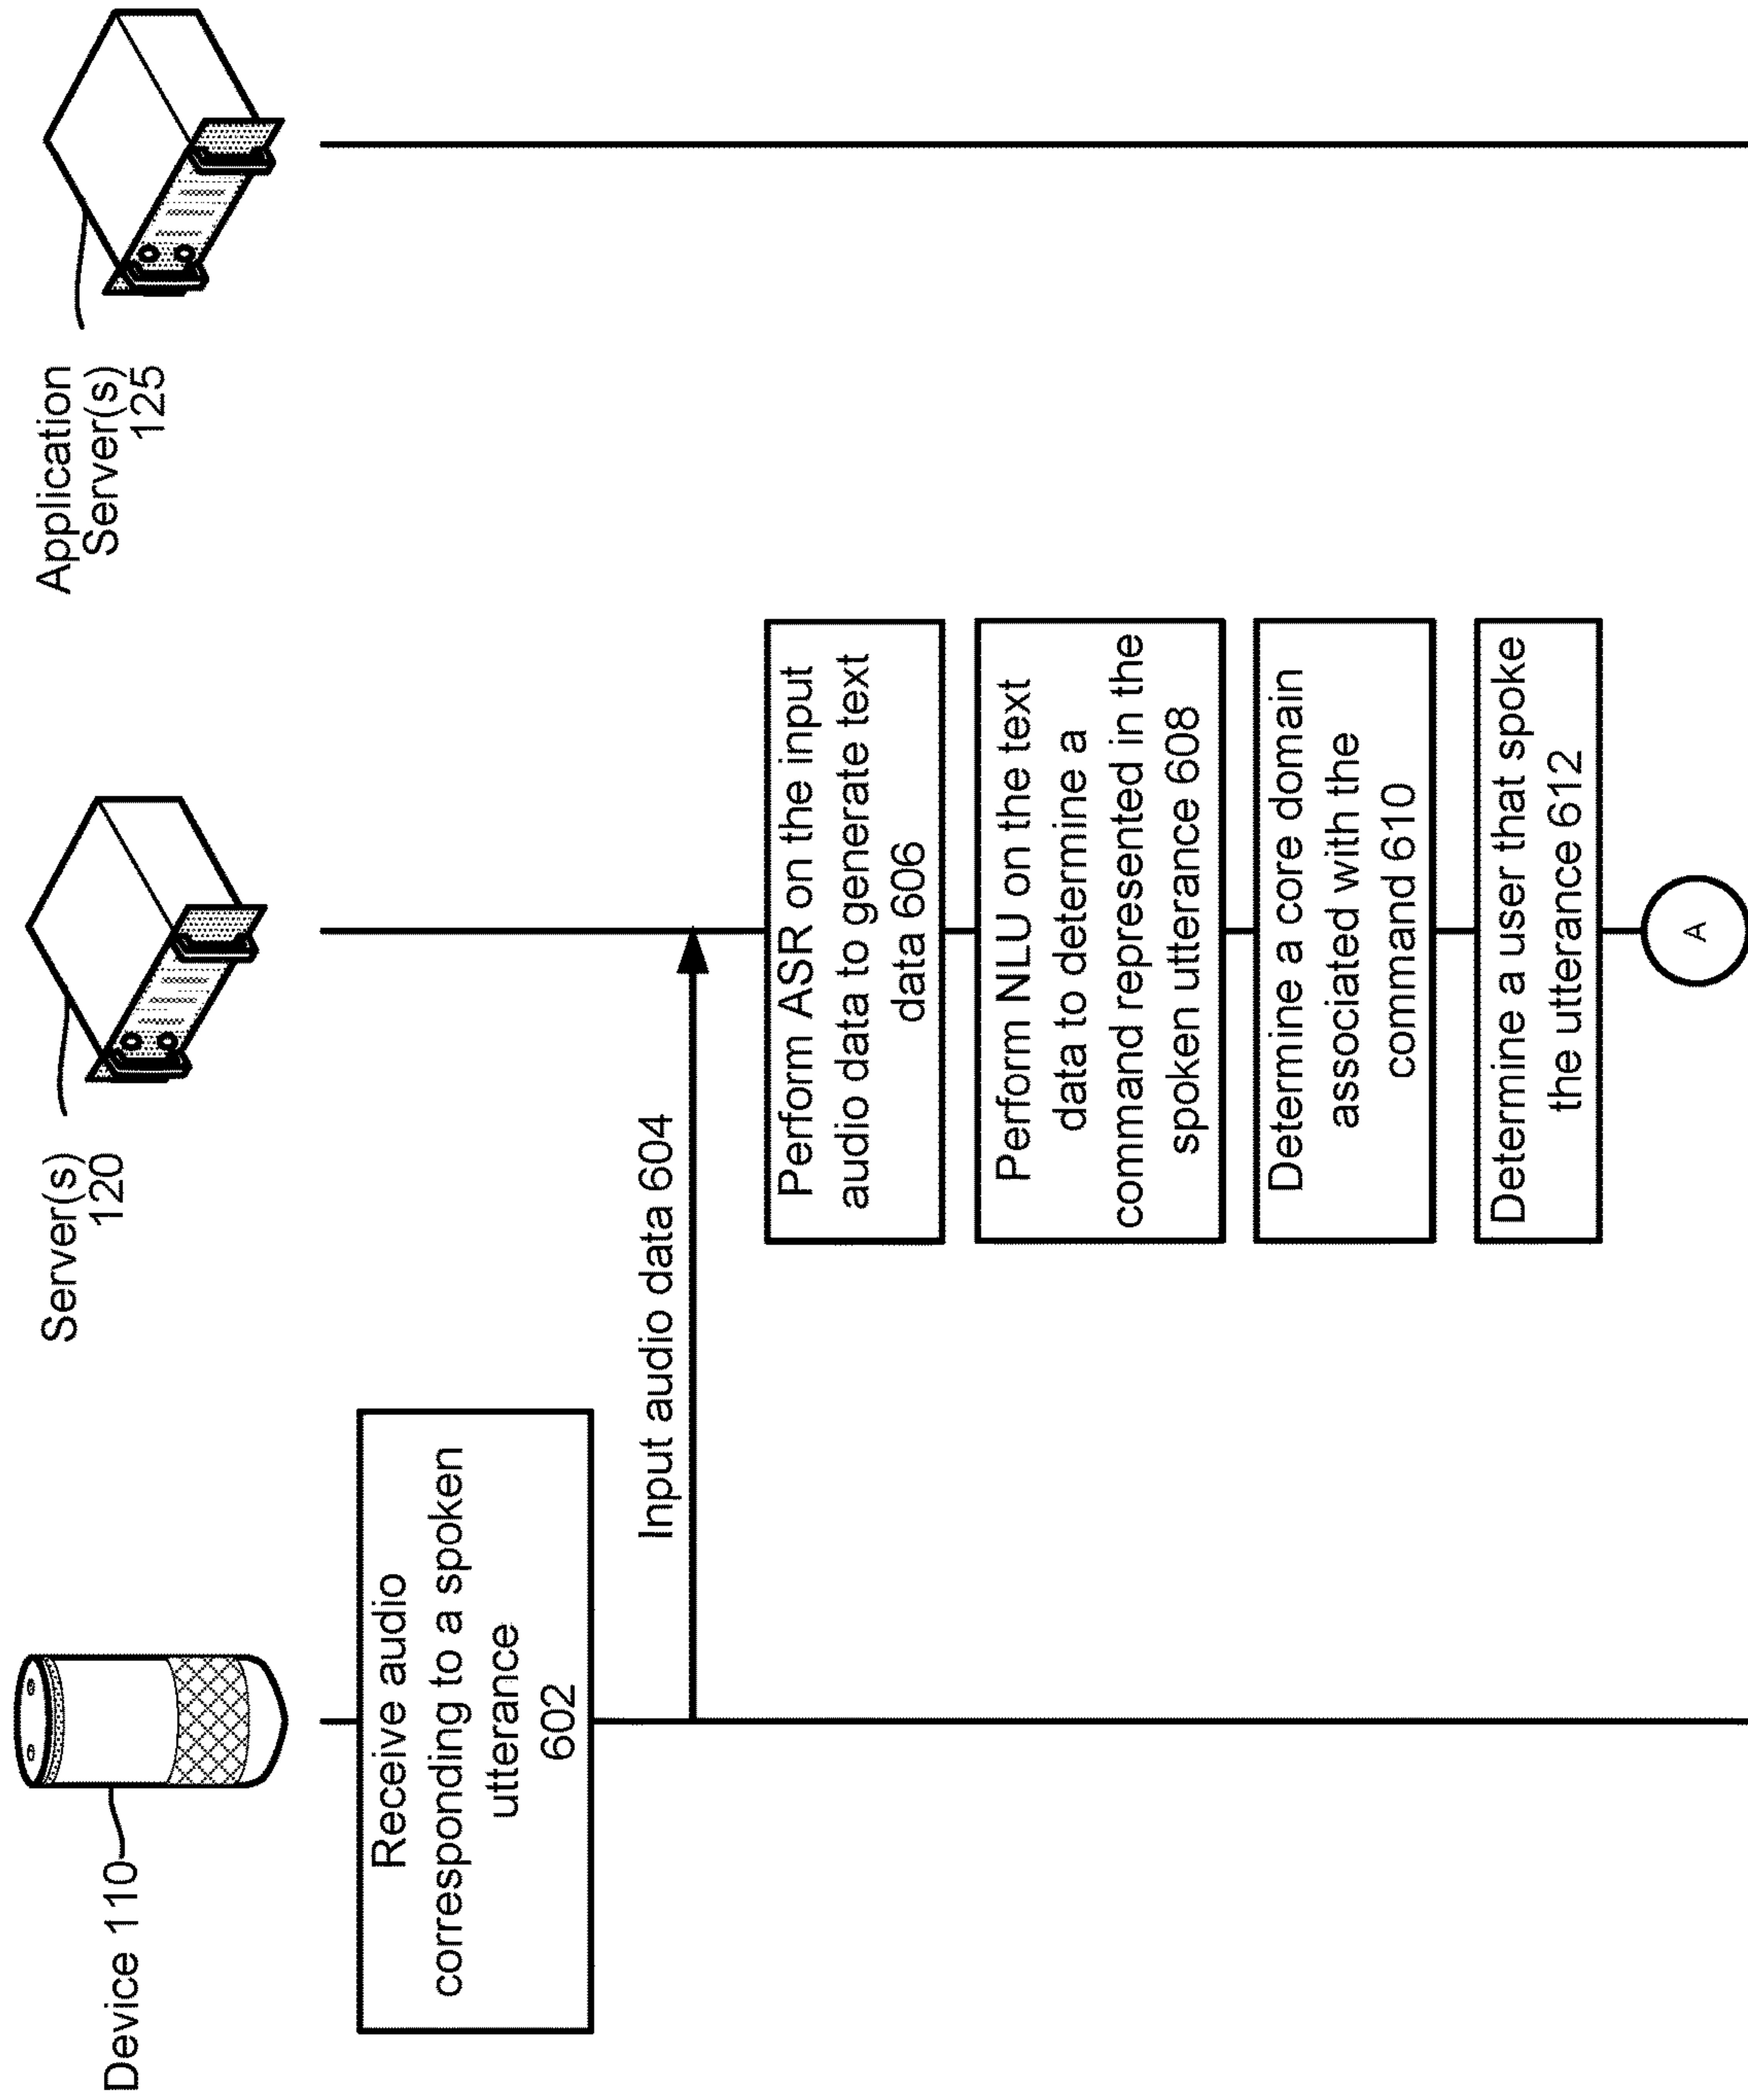 Device 110
Server(s)
120
Application
Server(s)
125
Receive audio
corresponding to a spoken
utterance
602
Input audio data 604
Perform ASR on the input
audio data to generate text
data 606
Perform NLU on the text
data to determine a
command represented in the
spoken utterance 608
Determine a core domain
associated with the
command 610
Determine a user that spoke
the utterance 612
A